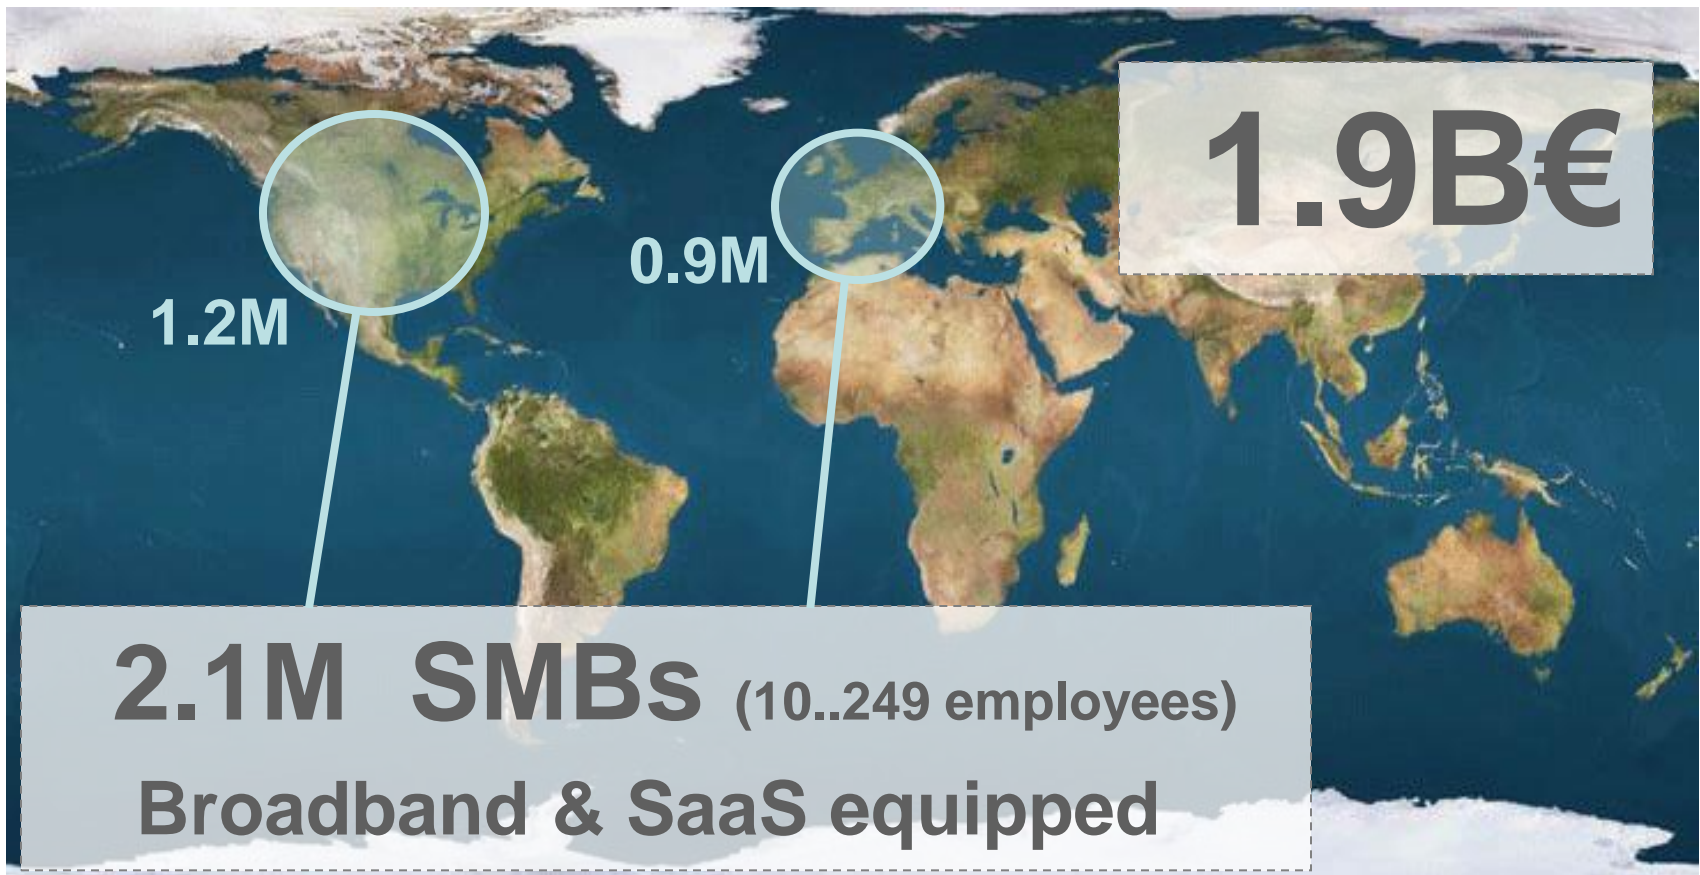 1.9B€
0.9M
1.2M
2.1M SMBs (10..249 employees)
Broadband & SaaS equipped